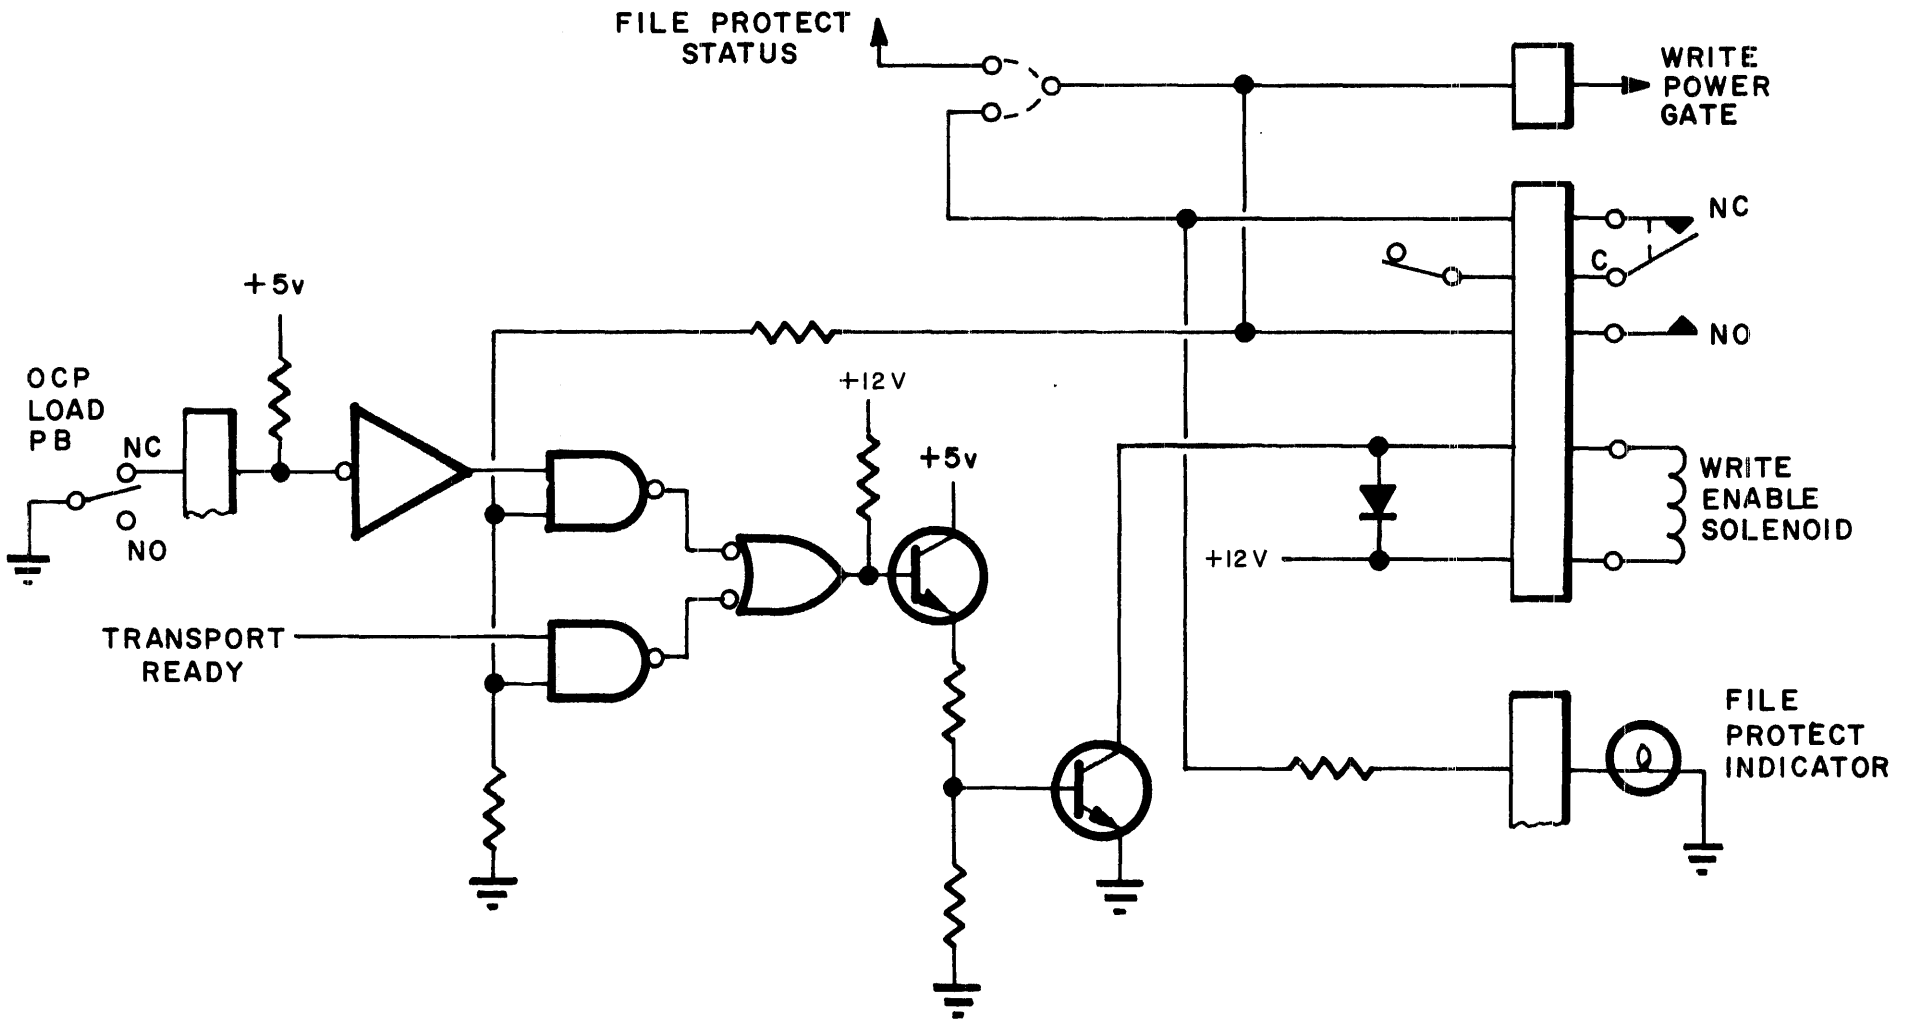 FILE PROTECT
STATUS
WRITE
POWER
GATE
NC
C
NO
+5v
OCP
LOAD
PB
NC
NO
+12V
+5v
+12V
WRITE
ENABLE
SOLENOID
TRANSPORT
READY
FILE
PROTECT
INDICATOR